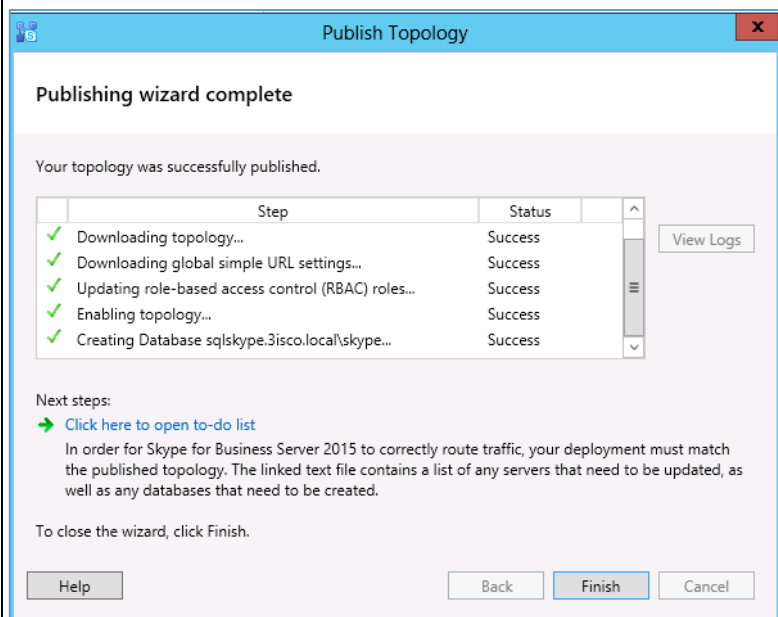 Publish Topology
x
Publishing wizard complete
Your topology was successfully published.
Step Status
Downloading topology... Success
Downloading global simple URL settings... Success
Updating role-based access control (RBAC) roles... Success
Enabling topology... Success
Creating Database sqlskype.3isco.local\skype... Success
View Logs
Next steps:
Click here to open to-do list
In order for Skype for Business Server 2015 to correctly route traffic, your deployment must match
the published topology. The linked text file contains a list of any servers that need to be updated, as
well as any databases that need to be created.
To close the wizard, click Finish.
Help Back Finish Cancel